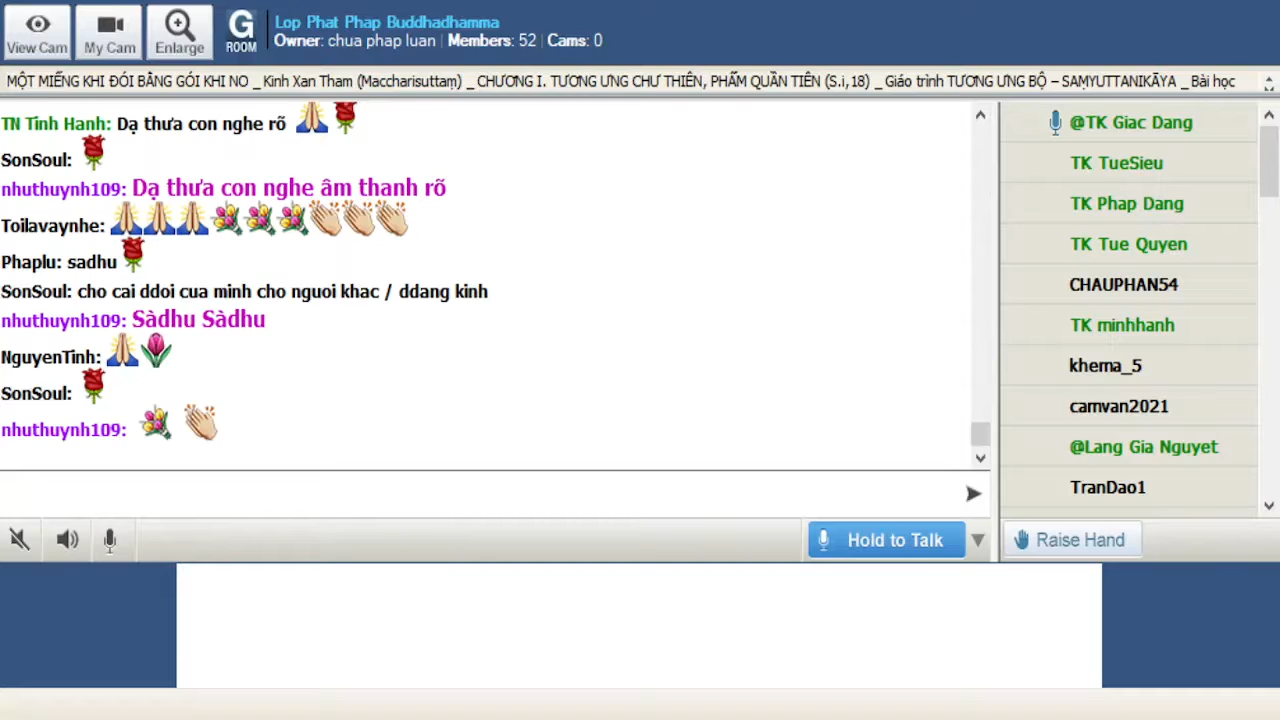 View Cam
My Cam
Enlarge
G
ROOM
Lop Phat Phap Buddhadhamma
Owner: chua phap luan | Members: 52 | Cams: 0
MỘT MIẾNG KHI ĐÓI BẰNG GÓI KHI NO _ Kinh Xan Tham (Maccharisuttaṃ) _ CHƯƠNG I. TƯƠNG ƯNG CHƯ THIÊN, PHẨM QUẦN TIÊN (S.i,18) _ Giáo trình TƯƠNG ƯNG BỘ – SAṂYUTTANIKĀYA _ Bài học
TN Tinh Hanh: Dạ thưa con nghe rõ
SonSoul:
nhuthuynh109: Dạ thưa con nghe âm thanh rõ
Toilavaynhe:
Phaplu: sadhu
SonSoul: cho cai ddoi cua minh cho nguoi khac / ddang kinh
nhuthuynh109: Sàdhu Sàdhu
NguyenTinh:
SonSoul:
nhuthuynh109:
Hold to Talk
@TK Giac Dang
TK TueSieu
TK Phap Dang
TK Tue Quyen
CHAUPHAN54
TK minhhanh
khema_5
camvan2021
@Lang Gia Nguyet
TranDao1
Raise Hand